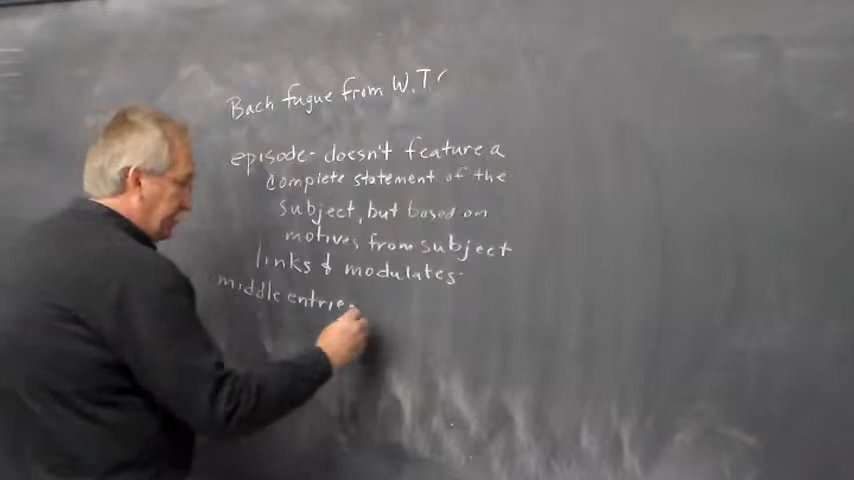 Bach fugue from W.T.C
episode- doesn't feature a
complete statement of the
subject, but based on
motives from subject
links & modulates-
middle entries